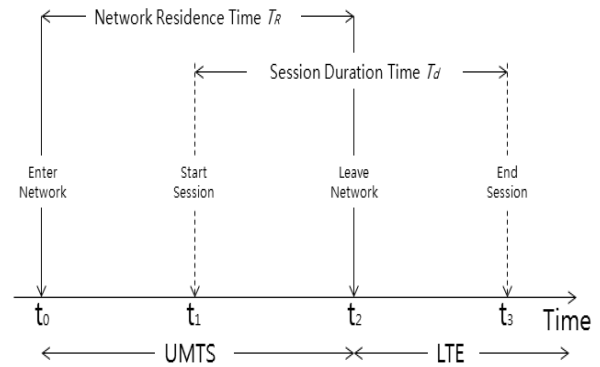 Network Residence Time TR
Session Duration Time Td
Enter
Network
Start
Session
Leave
Network
End
Session
t0
t1
t2
t3
Time
UMTS
LTE